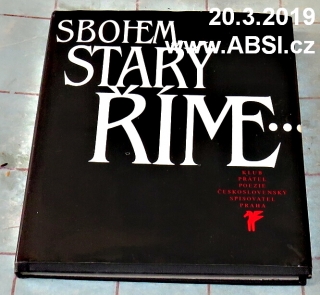 20.3.2019
www.ABSI.cz
SBOHEM
STARÝ
ŘÍME...
KLUB
PŘÁTEL
POEZIE
ČESKOSLOVENSKÝ
SPISOVATEL
PRAHA